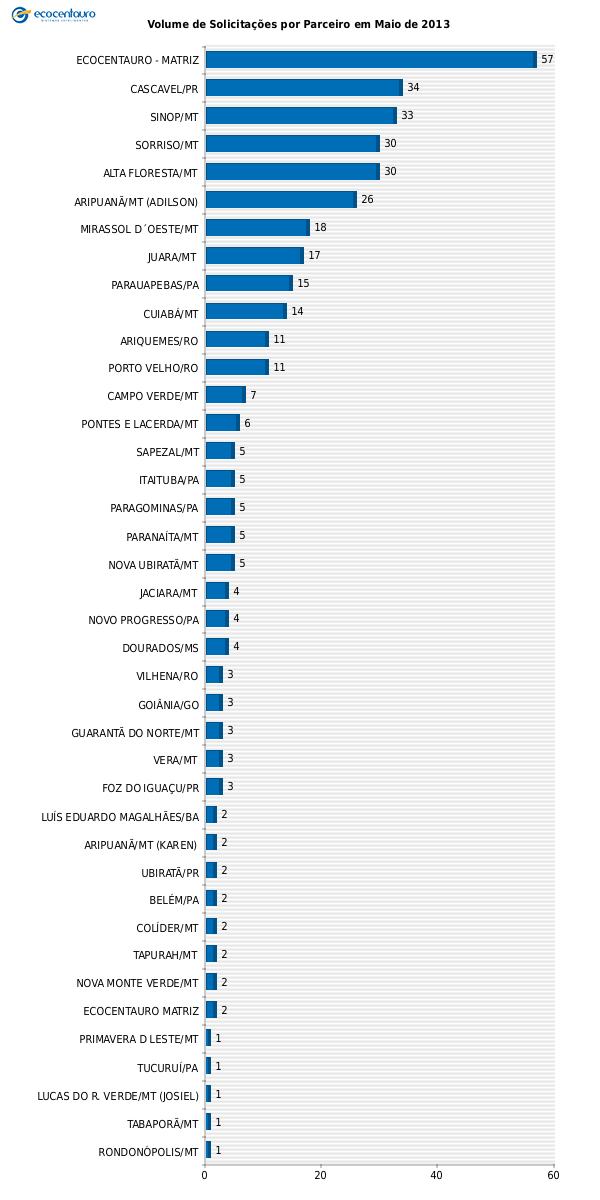 ecocentauro
Volume de Solicitações por Parceiro em Maio de 2013
ECOCENTAURO - MATRIZ 57
CASCAVEL/PR 34
SINOP/MT 33
SORRISO/MT 30
ALTA FLORESTA/MT 30
ARIPUANÃ/MT (ADILSON) 26
MIRASSOL D´OESTE/MT 18
JUARA/MT 17
PARAUAPEBAS/PA 15
CUIABÁ/MT 14
ARIQUEMES/RO 11
PORTO VELHO/RO 11
CAMPO VERDE/MT 7
PONTES E LACERDA/MT 6
SAPEZAL/MT 5
ITAITUBA/PA 5
PARAGOMINAS/PA 5
PARANAÍTA/MT 5
NOVA UBIRATÃ/MT 5
JACIARA/MT 4
NOVO PROGRESSO/PA 4
DOURADOS/MS 4
VILHENA/RO 3
GOIÂNIA/GO 3
GUARANTÃ DO NORTE/MT 3
VERA/MT 3
FOZ DO IGUAÇU/PR 3
LUÍS EDUARDO MAGALHÃES/BA 2
ARIPUANÃ/MT (KAREN) 2
UBIRATÃ/PR 2
BELÉM/PA 2
COLÍDER/MT 2
TAPURAH/MT 2
NOVA MONTE VERDE/MT 2
ECOCENTAURO MATRIZ 2
PRIMAVERA D LESTE/MT 1
TUCURUÍ/PA 1
LUCAS DO R. VERDE/MT (JOSIEL) 1
TABAPORÃ/MT 1
RONDONÓPOLIS/MT 1
0 20 40 60